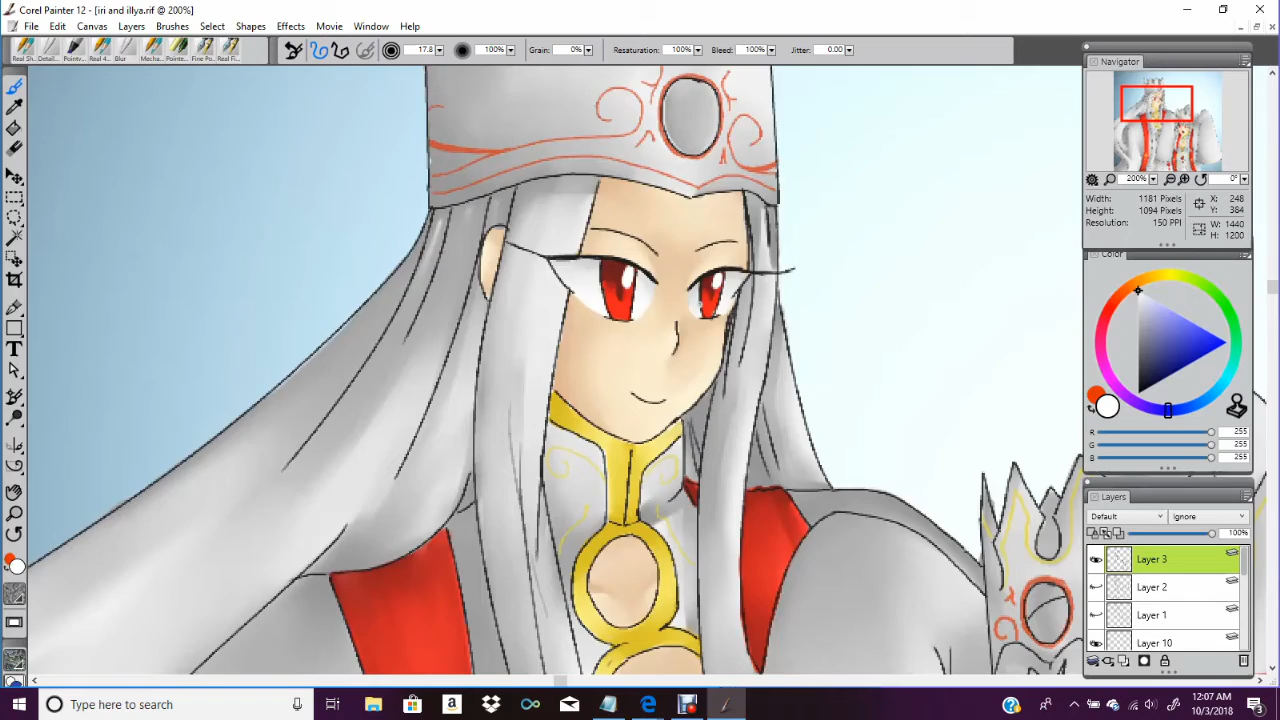 Corel Painter 12 - [iri and illya.rif @ 200%]
File Edit Canvas Layers Brushes Select Shapes Effects Movie Window Help
Real Sh... Detail... Pointy... Real 4... Blur Mecha... Pointe... Fine Po... Real Fi...
17.8 100% Grain: 0% Resaturation: 100% Bleed: 100% Jitter: 0.00
Navigator
200% 0°
Width: 1181 Pixels X: 248
Height: 1094 Pixels Y: 384
Resolution: 150 PPI W: 1440
H: 1200
Color
R 255
G 255
B 255
Layers
Default Ignore
100%
Layer 3
Layer 2
Layer 1
Layer 10
T
Type here to search
12:07 AM
10/3/2018
3